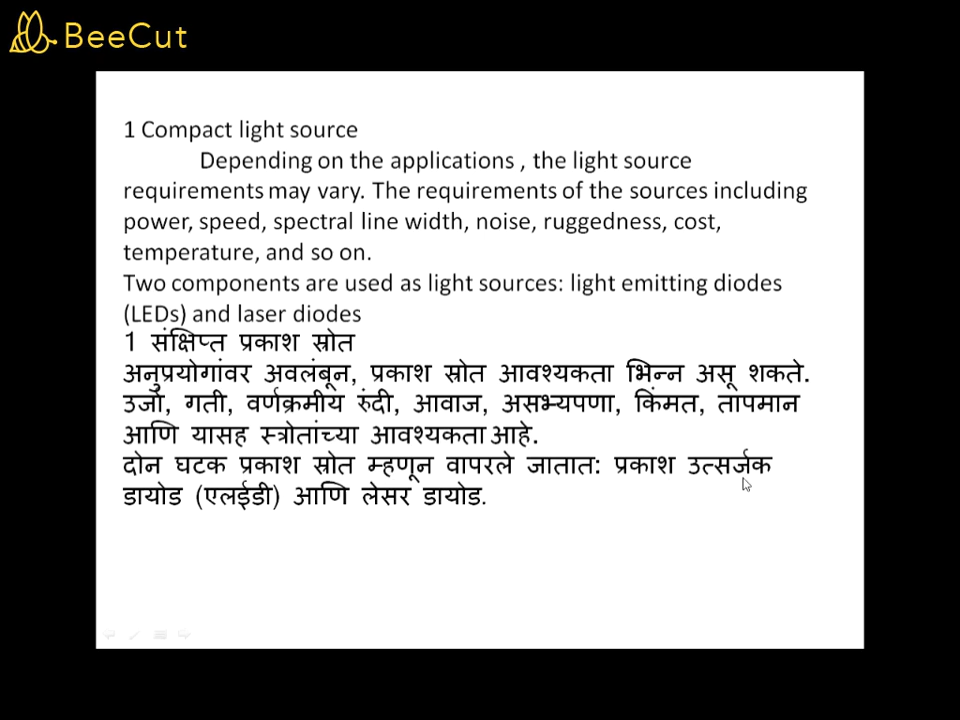 BeeCut
1 Compact light source
Depending on the applications , the light source
requirements may vary. The requirements of the sources including
power, speed, spectral line width, noise, ruggedness, cost,
temperature, and so on.
Two components are used as light sources: light emitting diodes
(LEDs) and laser diodes
1 संक्षिप्त प्रकाश स्रोत
अनुप्रयोगांवर अवलंबून, प्रकाश स्रोत आवश्यकता भिन्न असू शकते.
उर्जा, गती, वर्णक्रमीय रुंदी, आवाज, असभ्यपणा, किंमत, तापमान
आणि यासह स्त्रोतांच्या आवश्यकता आहे.
दोन घटक प्रकाश स्रोत म्हणून वापरले जातात: प्रकाश उत्सर्जक
डायोड (एलईडी) आणि लेसर डायोड.